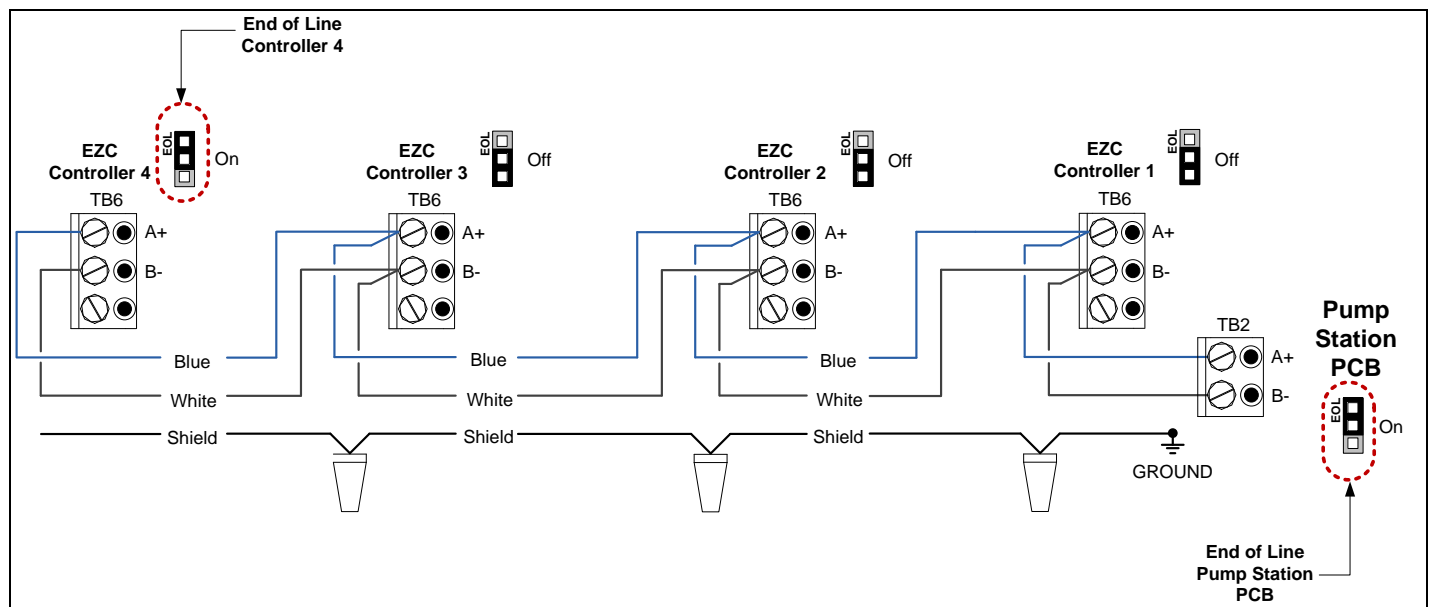 End of Line
Controller 4
EOL
On
EZC
Controller 4
TB6
A+
B-
EOL
Off
EZC
Controller 3
TB6
A+
B-
EOL
Off
EZC
Controller 2
TB6
A+
B-
EOL
Off
EZC
Controller 1
TB6
A+
B-
Blue
Blue
Blue
White
White
White
Shield
Shield
Shield
GROUND
TB2
A+
B-
Pump
Station
PCB
EOL
On
End of Line
Pump Station
PCB